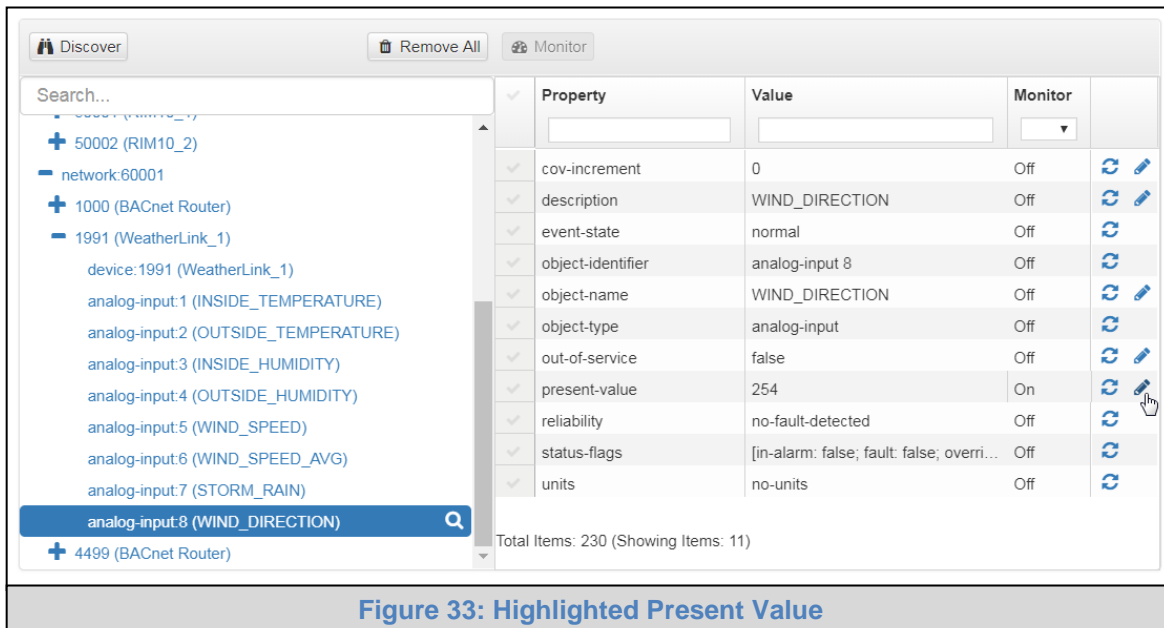 Discover
Remove All
Monitor
Search...
50002 (RIM10_2)
network:60001
1000 (BACnet Router)
1991 (WeatherLink_1)
device:1991 (WeatherLink_1)
analog-input:1 (INSIDE_TEMPERATURE)
analog-input:2 (OUTSIDE_TEMPERATURE)
analog-input:3 (INSIDE_HUMIDITY)
analog-input:4 (OUTSIDE_HUMIDITY)
analog-input:5 (WIND_SPEED)
analog-input:6 (WIND_SPEED_AVG)
analog-input:7 (STORM_RAIN)
analog-input:8 (WIND_DIRECTION)
4499 (BACnet Router)
Property Value Monitor
cov-increment 0 Off
description WIND_DIRECTION Off
event-state normal Off
object-identifier analog-input 8 Off
object-name WIND_DIRECTION Off
object-type analog-input Off
out-of-service false Off
present-value 254 On
reliability no-fault-detected Off
status-flags [in-alarm: false; fault: false; overri... Off
units no-units Off
Total Items: 230 (Showing Items: 11)
Figure 33: Highlighted Present Value